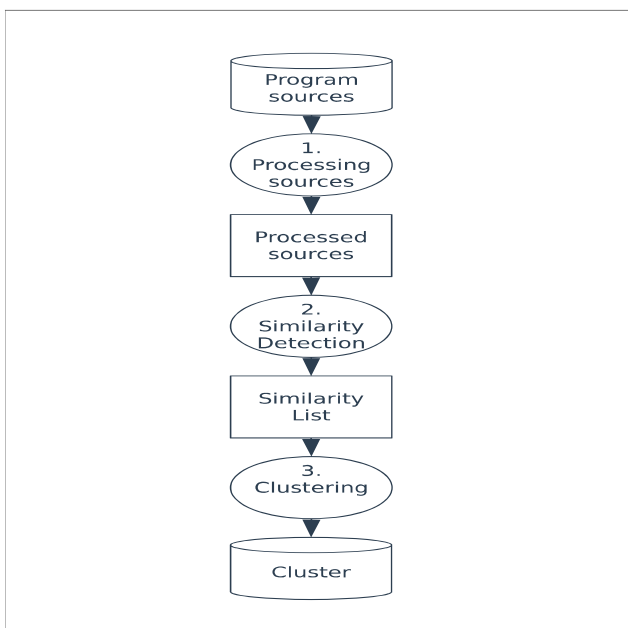 Program
sources
1.
Processing
sources
Processed
sources
2.
Similarity
Detection
Similarity
List
3.
Clustering
Cluster